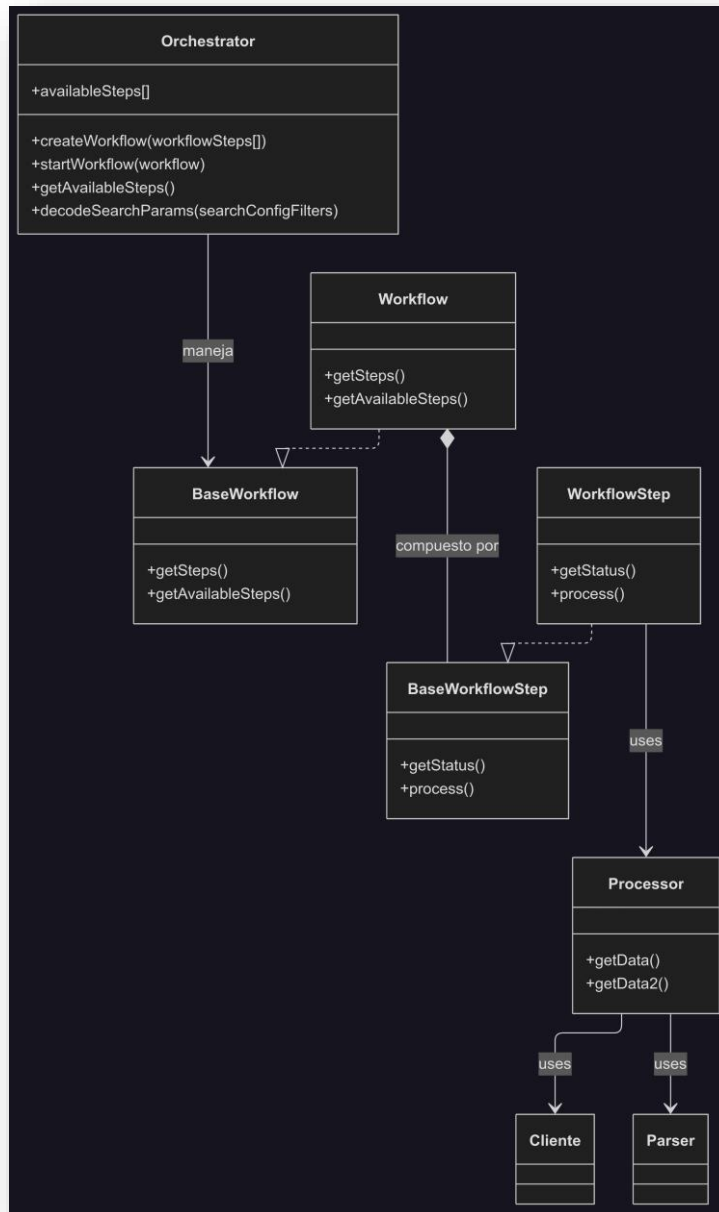 Orchestrator
+availableSteps[]
+createWorkflow(workflowSteps[])
+startWorkflow(workflow)
+getAvailableSteps()
+decodeSearchParams(searchConfigFilters)
maneja
Workflow
+getSteps()
+getAvailableSteps()
BaseWorkflow
+getSteps()
+getAvailableSteps()
compuesto por
WorkflowStep
+getStatus()
+process()
BaseWorkflowStep
+getStatus()
+process()
uses
Processor
+getData()
+getData2()
uses
uses
Cliente
Parser